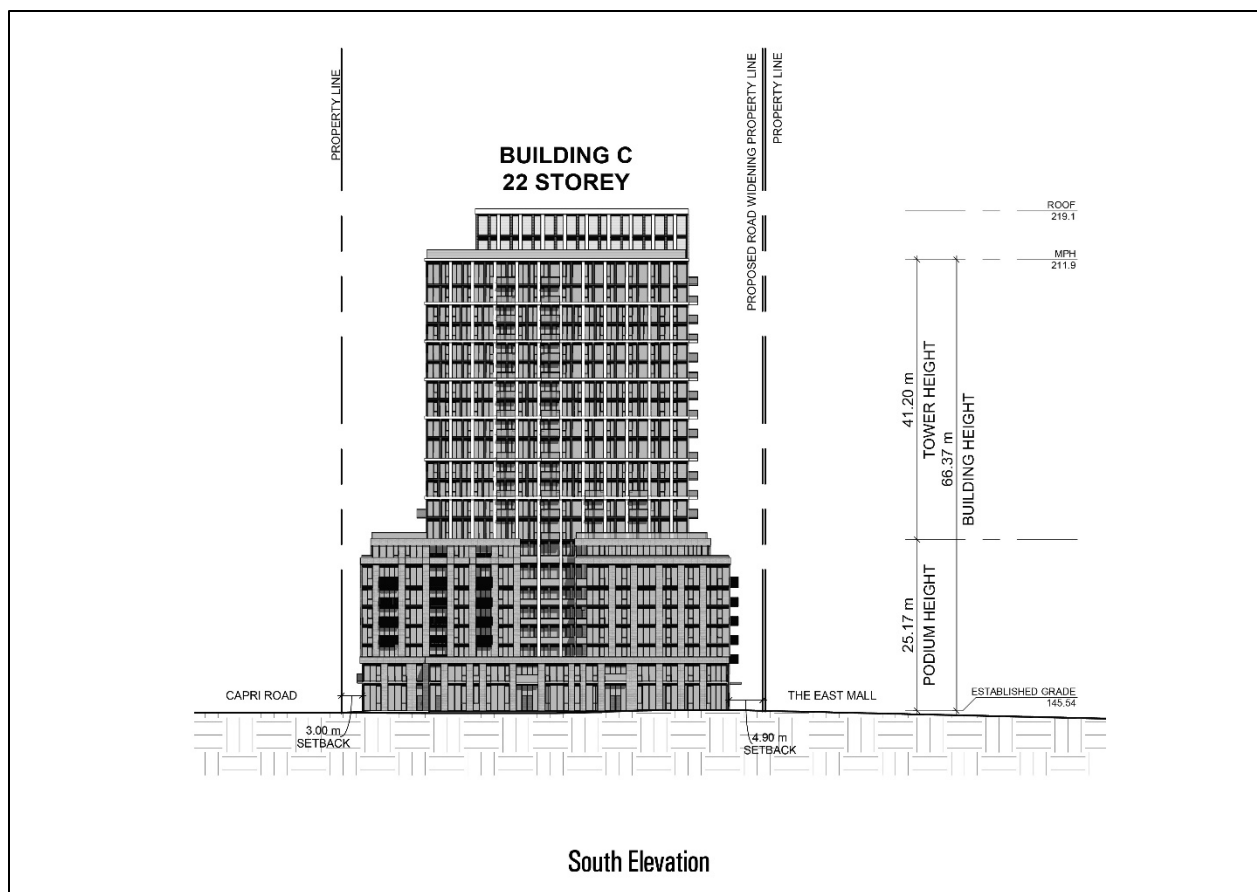 PROPERTY LINE
PROPOSED ROAD WIDENING PROPERTY LINE
PROPERTY LINE
BUILDING C
22 STOREY
ROOF
219.1
MPH
211.9
41.20 m
TOWER HEIGHT
66.37 m
BUILDING HEIGHT
25.17 m
PODIUM HEIGHT
CAPRI ROAD
THE EAST MALL
ESTABLISHED GRADE
145.54
3.00 m
SETBACK
4.90 m
SETBACK
South Elevation